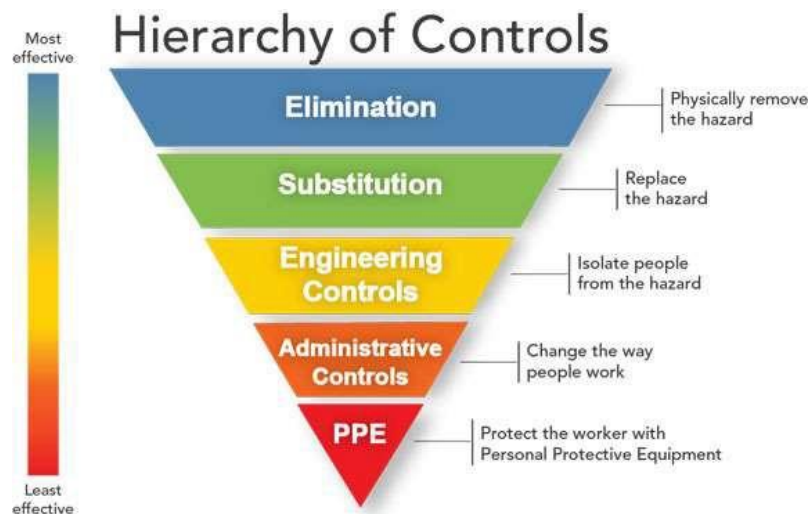 Hierarchy of Controls
Most
effective
Elimination
Physically remove
the hazard
Substitution
Replace
the hazard
Engineering
Controls
Isolate people
from the hazard
Administrative
Controls
Change the way
people work
PPE
Protect the worker with
Personal Protective Equipment
Least
effective